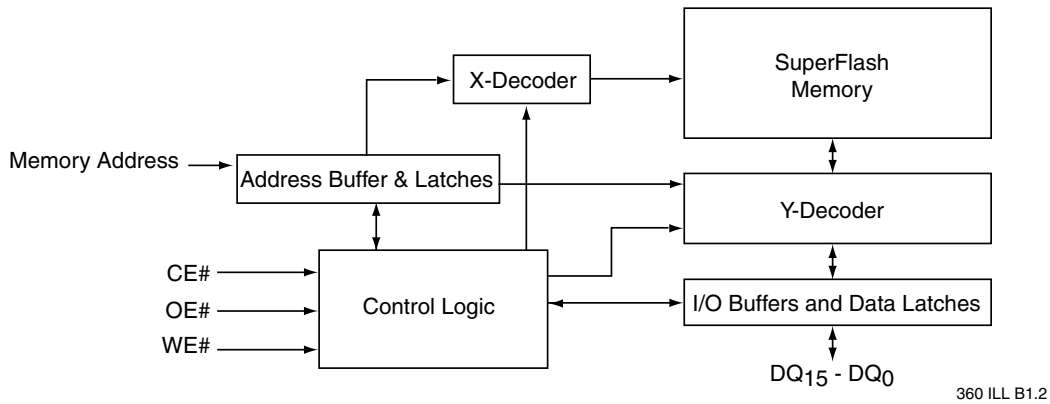 SuperFlash
Memory
X-Decoder
Memory Address
Address Buffer & Latches
Y-Decoder
CE#
OE#
WE#
Control Logic
I/O Buffers and Data Latches
DQ15 - DQ0
360 ILL B1.2